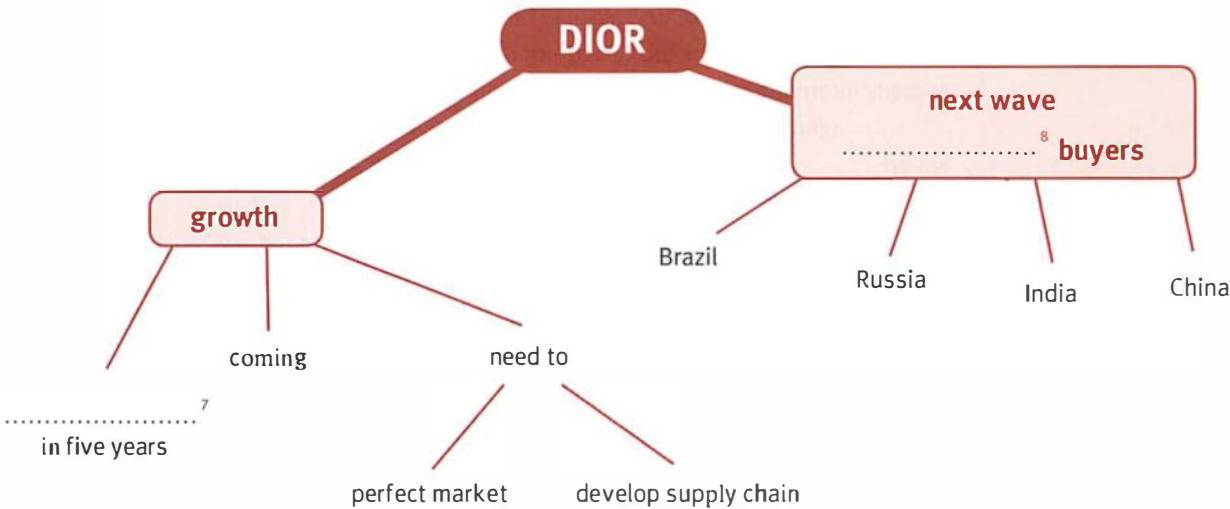 DIOR
next wave
.......................⁸ buyers
growth
Brazil
Russia
India
China
coming
need to
.......................⁷
in five years
perfect market
develop supply chain